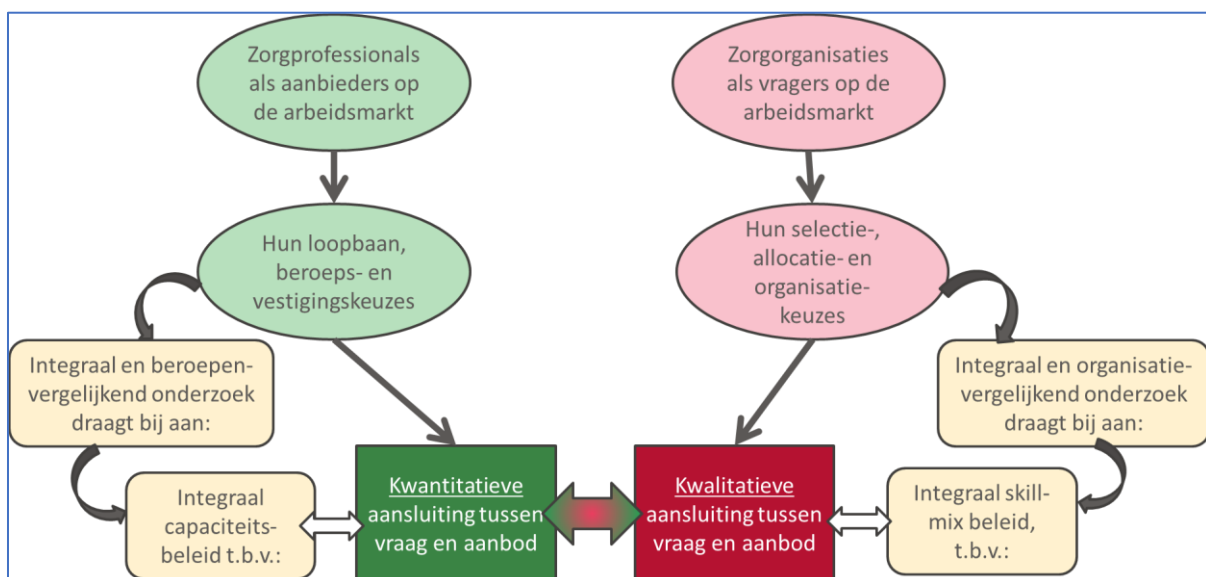 Zorgprofessionals
als aanbieders op
de arbeidsmarkt
Zorgorganisaties
als vragers op de
arbeidsmarkt
Hun loopbaan,
beroeps- en
vestigingskeuzes
Hun selectie-,
allocatie- en
organisatie-
keuzes
Integraal en beroepen-
vergelijkend onderzoek
draagt bij aan:
Integraal en organisatie-
vergelijkend onderzoek
draagt bij aan:
Integraal
capaciteits-
beleid t.b.v.:
Kwantitatieve
aansluiting tussen
vraag en aanbod
Kwalitatieve
aansluiting tussen
vraag en aanbod
Integraal skill-
mix beleid,
t.b.v.: